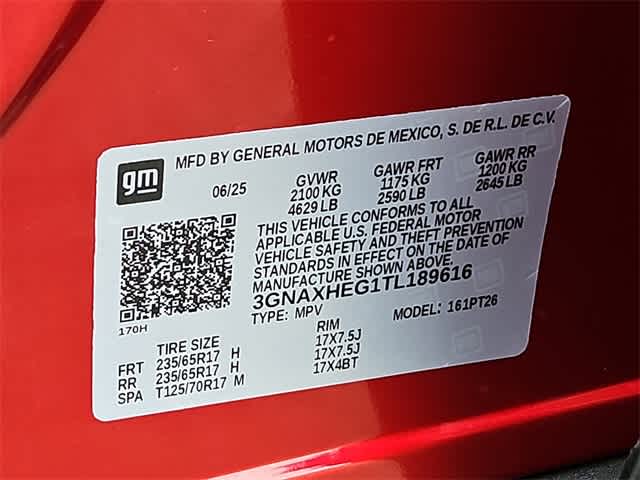 gm
MFD BY GENERAL MOTORS DE MEXICO, S. DE R.L. DE C.V.
06/25 GVWR GAWR FRT GAWR RR
2100 KG 1175 KG 1200 KG
4629 LB 2590 LB 2645 LB
THIS VEHICLE CONFORMS TO ALL
APPLICABLE U.S. FEDERAL MOTOR
VEHICLE SAFETY AND THEFT PREVENTION
STANDARDS IN EFFECT ON THE DATE OF
MANUFACTURE SHOWN ABOVE.
3GNAXHEG1TL189616
170H
TYPE: MPV MODEL: 161PT26
TIRE SIZE RIM
FRT 235/65R17 H 17X7.5J
RR 235/65R17 H 17X7.5J
SPA T125/70R17 M 17X4BT